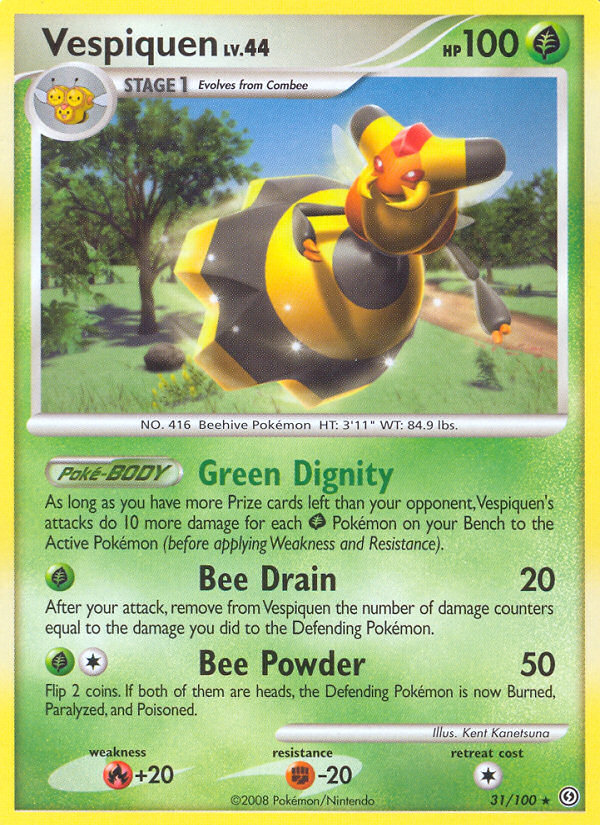 Vespiquen LV.44 HP 100
STAGE 1 Evolves from Combee
NO. 416 Beehive Pokémon HT: 3'11" WT: 84.9 lbs.
Poké-BODY Green Dignity
As long as you have more Prize cards left than your opponent, Vespiquen's
attacks do 10 more damage for each Pokémon on your Bench to the
Active Pokémon (before applying Weakness and Resistance).
Bee Drain 20
After your attack, remove from Vespiquen the number of damage counters
equal to the damage you did to the Defending Pokémon.
Bee Powder 50
Flip 2 coins. If both of them are heads, the Defending Pokémon is now Burned,
Paralyzed, and Poisoned.
Illus. Kent Kanetsuna
weakness resistance retreat cost
+20 -20
©2008 Pokémon/Nintendo 31/100 ★